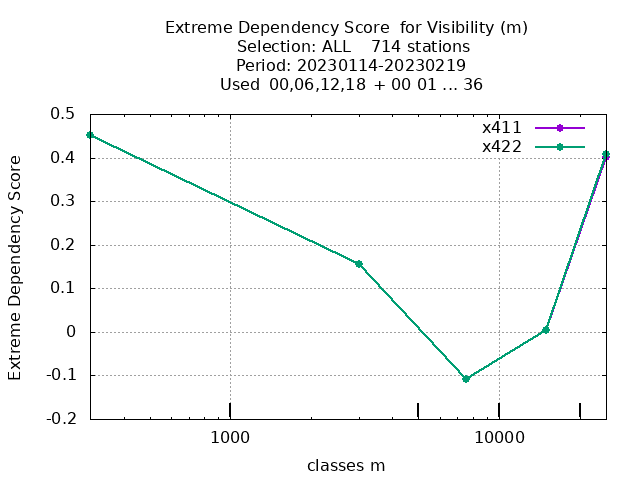 Extreme Dependency Score  for Visibility (m)
Selection: ALL    714 stations
Period: 20230114-20230219
Used  00,06,12,18  + 00 01 ... 36
x411
x422
Extreme Dependency Score
0.5
0.4
0.3
0.2
0.1
0
-0.1
-0.2
1000
10000
classes m